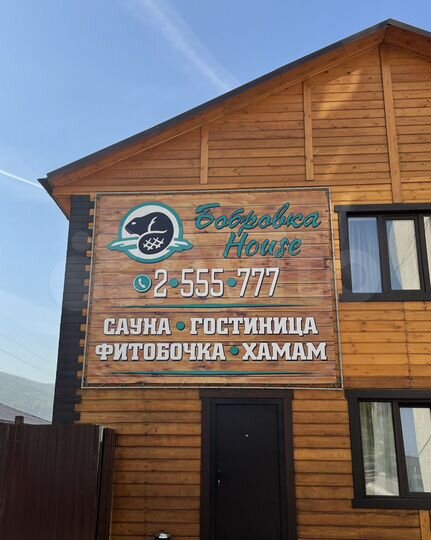 Бобровка
House
2•555•777
САУНА • ГОСТИНИЦА
ФИТОБОЧКА • ХАМАМ